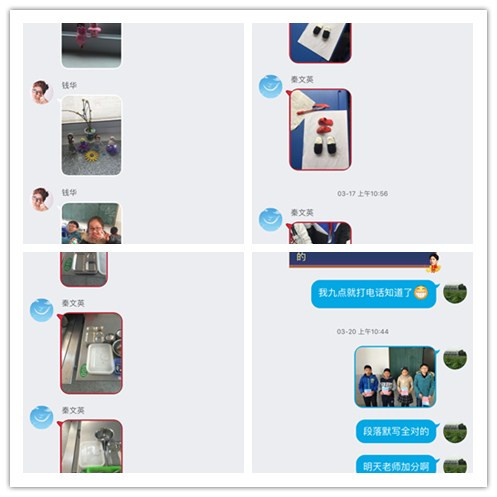 钱华
钱华
秦文英
03-17 上午10:56
秦文英
秦文英
秦文英
的
我九点就打电话知道了
03-20 上午10:44
段落默写全对的
明天老师加分啊